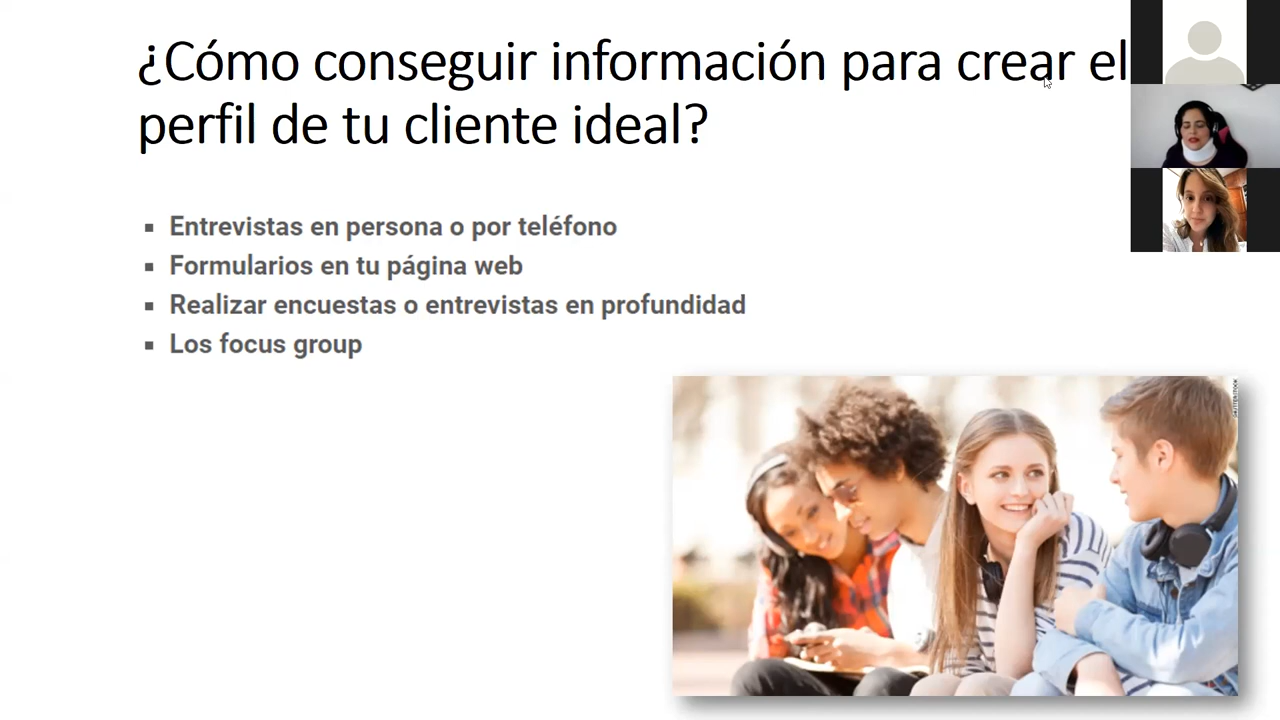 ¿Cómo conseguir información para crear el
perfil de tu cliente ideal?
Entrevistas en persona o por teléfono
Formularios en tu página web
Realizar encuestas o entrevistas en profundidad
Los focus group